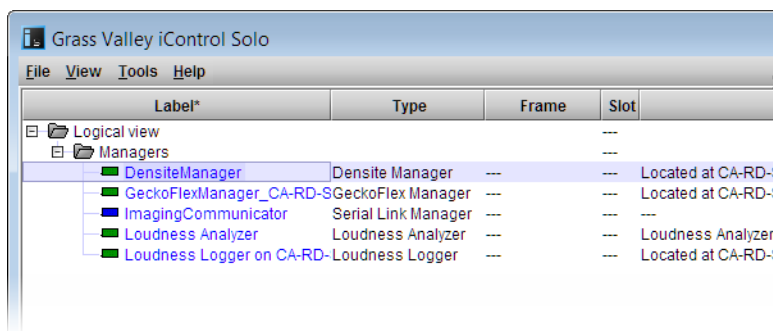 Grass Valley iControl Solo
File View Tools Help
Label* Type Frame Slot
Logical view ---
Managers ---
DensiteManager Densite Manager --- --- Located at CA-RD-
GeckoFlexManager_CA-RD-S GeckoFlex Manager --- --- Located at CA-RD-
ImagingCommunicator Serial Link Manager --- --- ---
Loudness Analyzer Loudness Analyzer --- --- Loudness Analyzer
Loudness Logger on CA-RD- Loudness Logger --- --- Located at CA-RD-